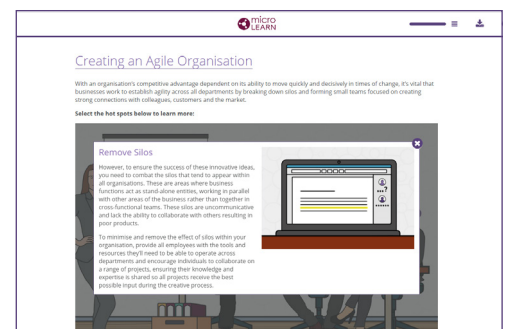 micro
LEARN
Creating an Agile Organisation
With an organisation's competitive advantage dependent on its ability to move quickly and decisively in times of change, it's vital that
businesses work to establish agility across all departments by breaking down silos and forming small teams focused on creating
strong connections with colleagues, customers and the market.
Select the hot spots below to learn more:
Remove Silos
However, to ensure the success of these innovative ideas,
you need to combat the silos that tend to appear within
all organisations. These are areas where business
functions act as stand-alone entities, working in parallel
with other areas of the business rather than together in
cross-functional teams. These silos are uncommunicative
and lack the ability to collaborate with others resulting in
poor products.
To minimise and remove the effect of silos within your
organisation, provide all employees with the tools and
resources they'll need to be able to operate across
departments and encourage individuals to collaborate on
a range of projects, ensuring their knowledge and
expertise is shared so all projects receive the best
possible input during the creative process.